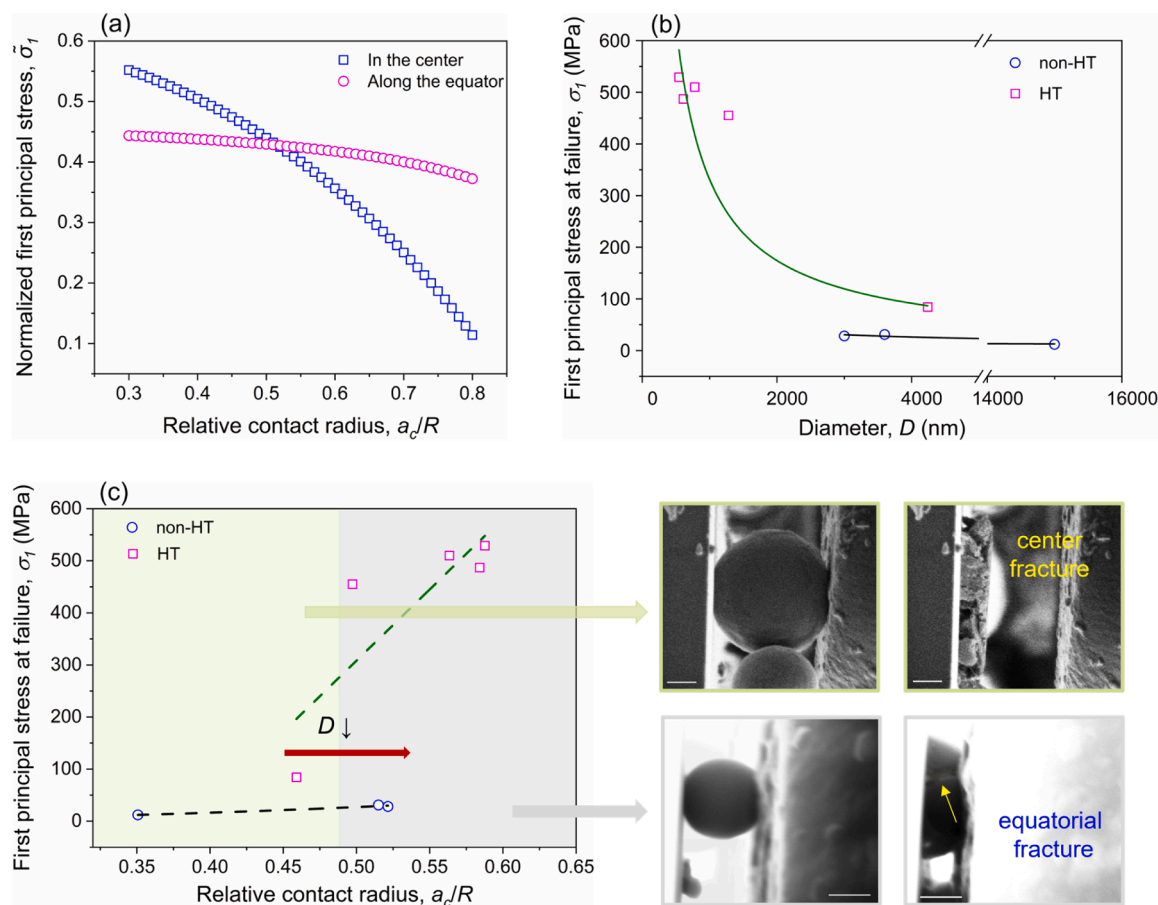 (a)
Normalized first principal stress, σ̃₁
0.6
0.5
0.4
0.3
0.2
0.1
In the center
Along the equator
0.3 0.4 0.5 0.6 0.7 0.8
Relative contact radius, a_c/R
(b)
First principal stress at failure, σ₁ (MPa)
600
500
400
300
200
100
0
non-HT
HT
0 2000 4000 14000 16000
Diameter, D (nm)
(c)
First principal stress at failure, σ₁ (MPa)
600
500
400
300
200
100
0
non-HT
HT
D ↓
0.35 0.40 0.45 0.50 0.55 0.60 0.65
Relative contact radius, a_c/R
center
fracture
equatorial
fracture